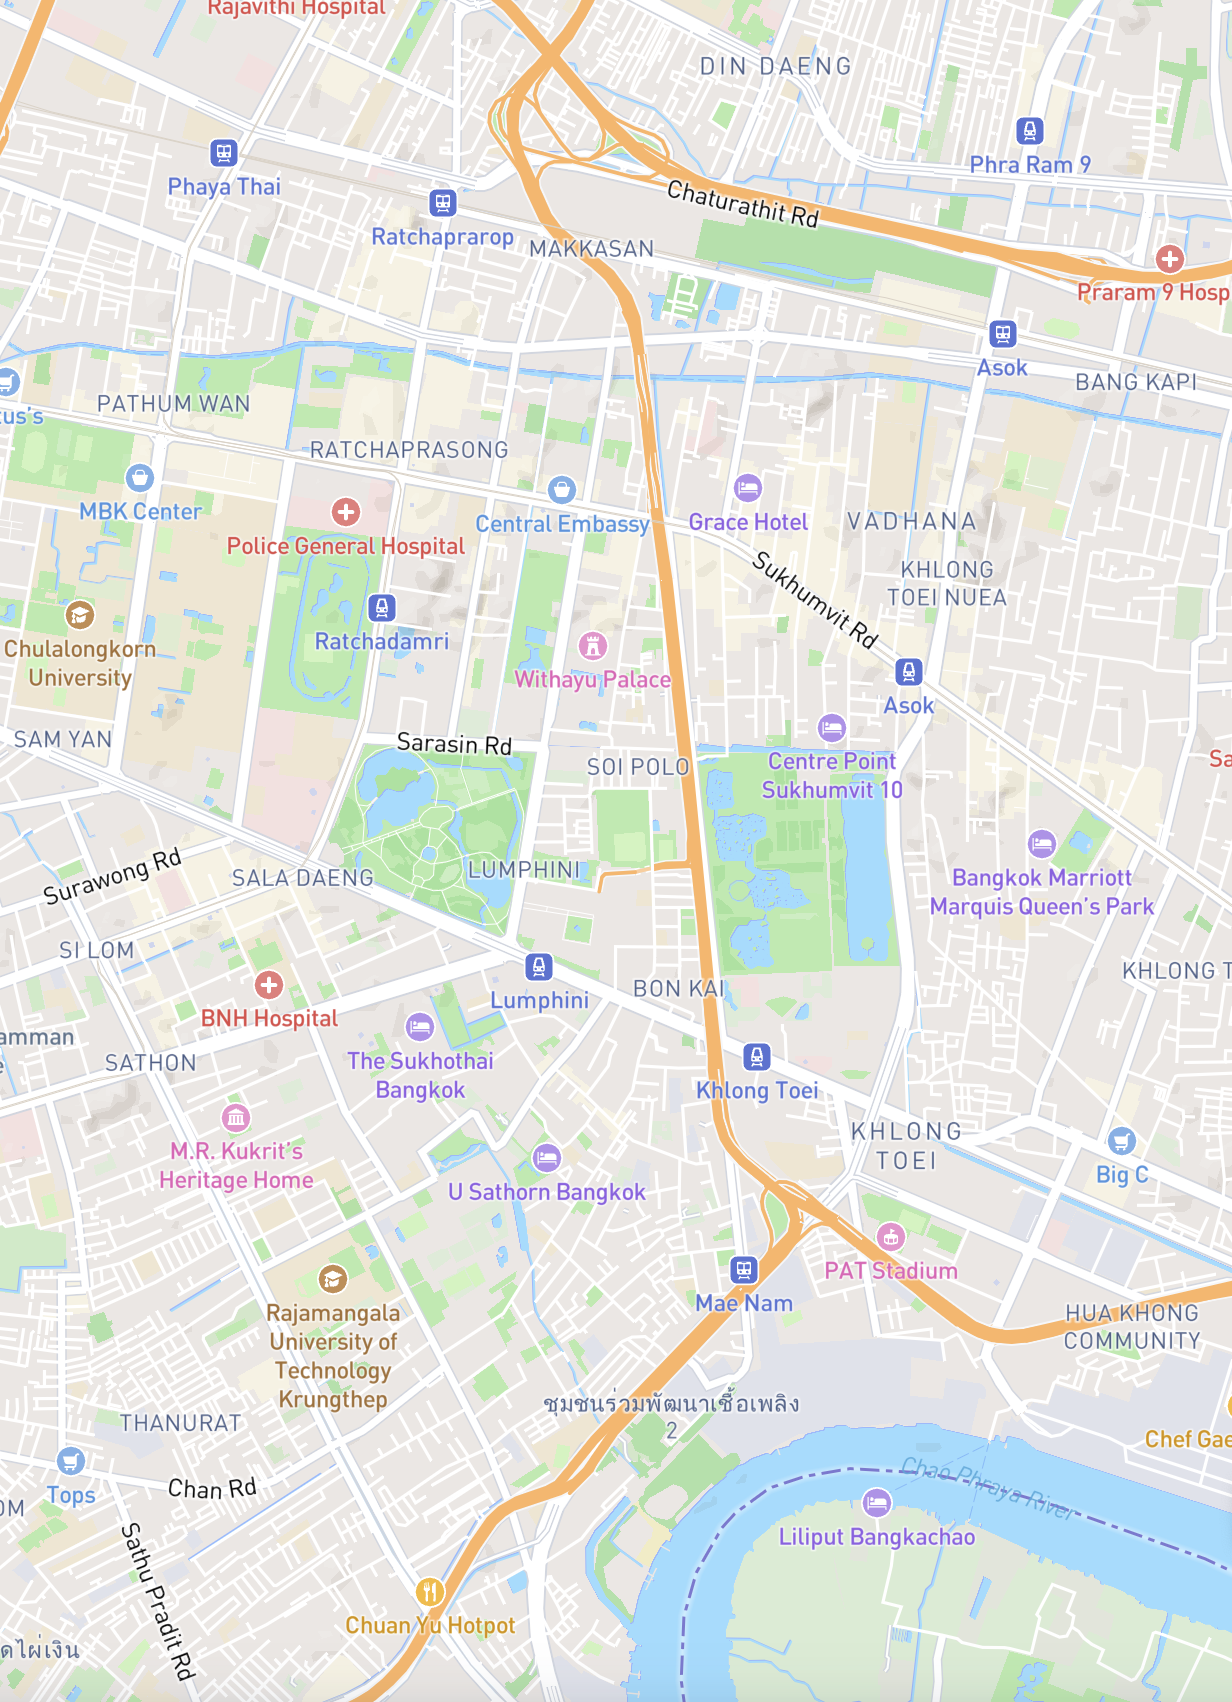 Rajavithi Hospital
DIN DAENG
Phra Ram 9
Phaya Thai
Chaturathit Rd
Ratchaprarop
MAKKASAN
Praram 9 Hosp
Asok
BANG KAPI
tus's
PATHUM WAN
RATCHAPRASONG
MBK Center
Central Embassy
Grace Hotel
VADHANA
Police General Hospital
KHLONG
TOEI NUEA
Sukhumvit Rd
Ratchadamri
Chulalongkorn
University
Withayu Palace
Asok
SAM YAN
Sarasin Rd
SOI POLO
Centre Point
Sukhumvit 10
Sa
Surawong Rd
SALA DAENG
LUMPHINI
Bangkok Marriott
Marquis Queen's Park
SI LOM
KHLONG T
BON KAI
Lumphini
BNH Hospital
amman
e
SATHON
The Sukhothai
Bangkok
Khlong Toei
KHLONG
TOEI
M.R. Kukrit's
Heritage Home
Big C
U Sathorn Bangkok
PAT Stadium
Mae Nam
Rajamangala
University of
Technology
Krungthep
HUA KHONG
COMMUNITY
ชุมชนร่วมพัฒนาเชื้อเพลิง
2
THANURAT
Chef Gae
Chao Phraya River
Chan Rd
Tops
OM
Liliput Bangkachao
Sathu Pradit Rd
Chuan Yu Hotpot
ดไผ่เงิน